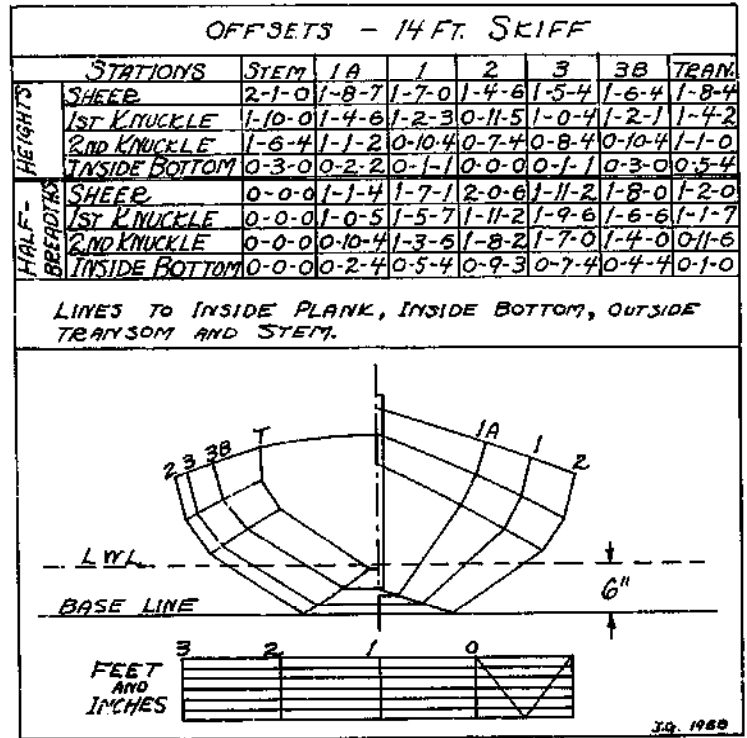 OFFSETS - 14 FT. SKIFF
STATIONS STEM 1A 1 2 3 3B TRAN.
HEIGHTS
SHEER 2-1-0 1-8-7 1-7-0 1-4-6 1-5-4 1-6-4 1-8-4
1ST KNUCKLE 1-10-0 1-4-6 1-2-3 0-11-5 1-0-4 1-2-1 1-4-2
2ND KNUCKLE 1-6-4 1-1-2 0-10-4 0-7-4 0-8-4 0-10-4 1-1-0
INSIDE BOTTOM 0-3-0 0-2-2 0-1-1 0-0-0 0-1-1 0-3-0 0-5-4
HALF-BREADTHS
SHEER 0-0-0 1-1-4 1-7-1 2-0-6 1-11-2 1-8-0 1-2-0
1ST KNUCKLE 0-0-0 1-0-5 1-5-7 1-11-2 1-9-6 1-6-6 1-1-7
2ND KNUCKLE 0-0-0 0-10-4 1-3-6 1-8-2 1-7-0 1-4-0 0-11-6
INSIDE BOTTOM 0-0-0 0-2-4 0-5-4 0-9-3 0-7-4 0-4-4 0-1-0
LINES TO INSIDE PLANK, INSIDE BOTTOM, OUTSIDE
TRANSOM AND STEM.
2 3 3B T 1A 1 2
LWL
6"
BASE LINE
3 2 1 0
FEET
AND
INCHES
J.G. 1980